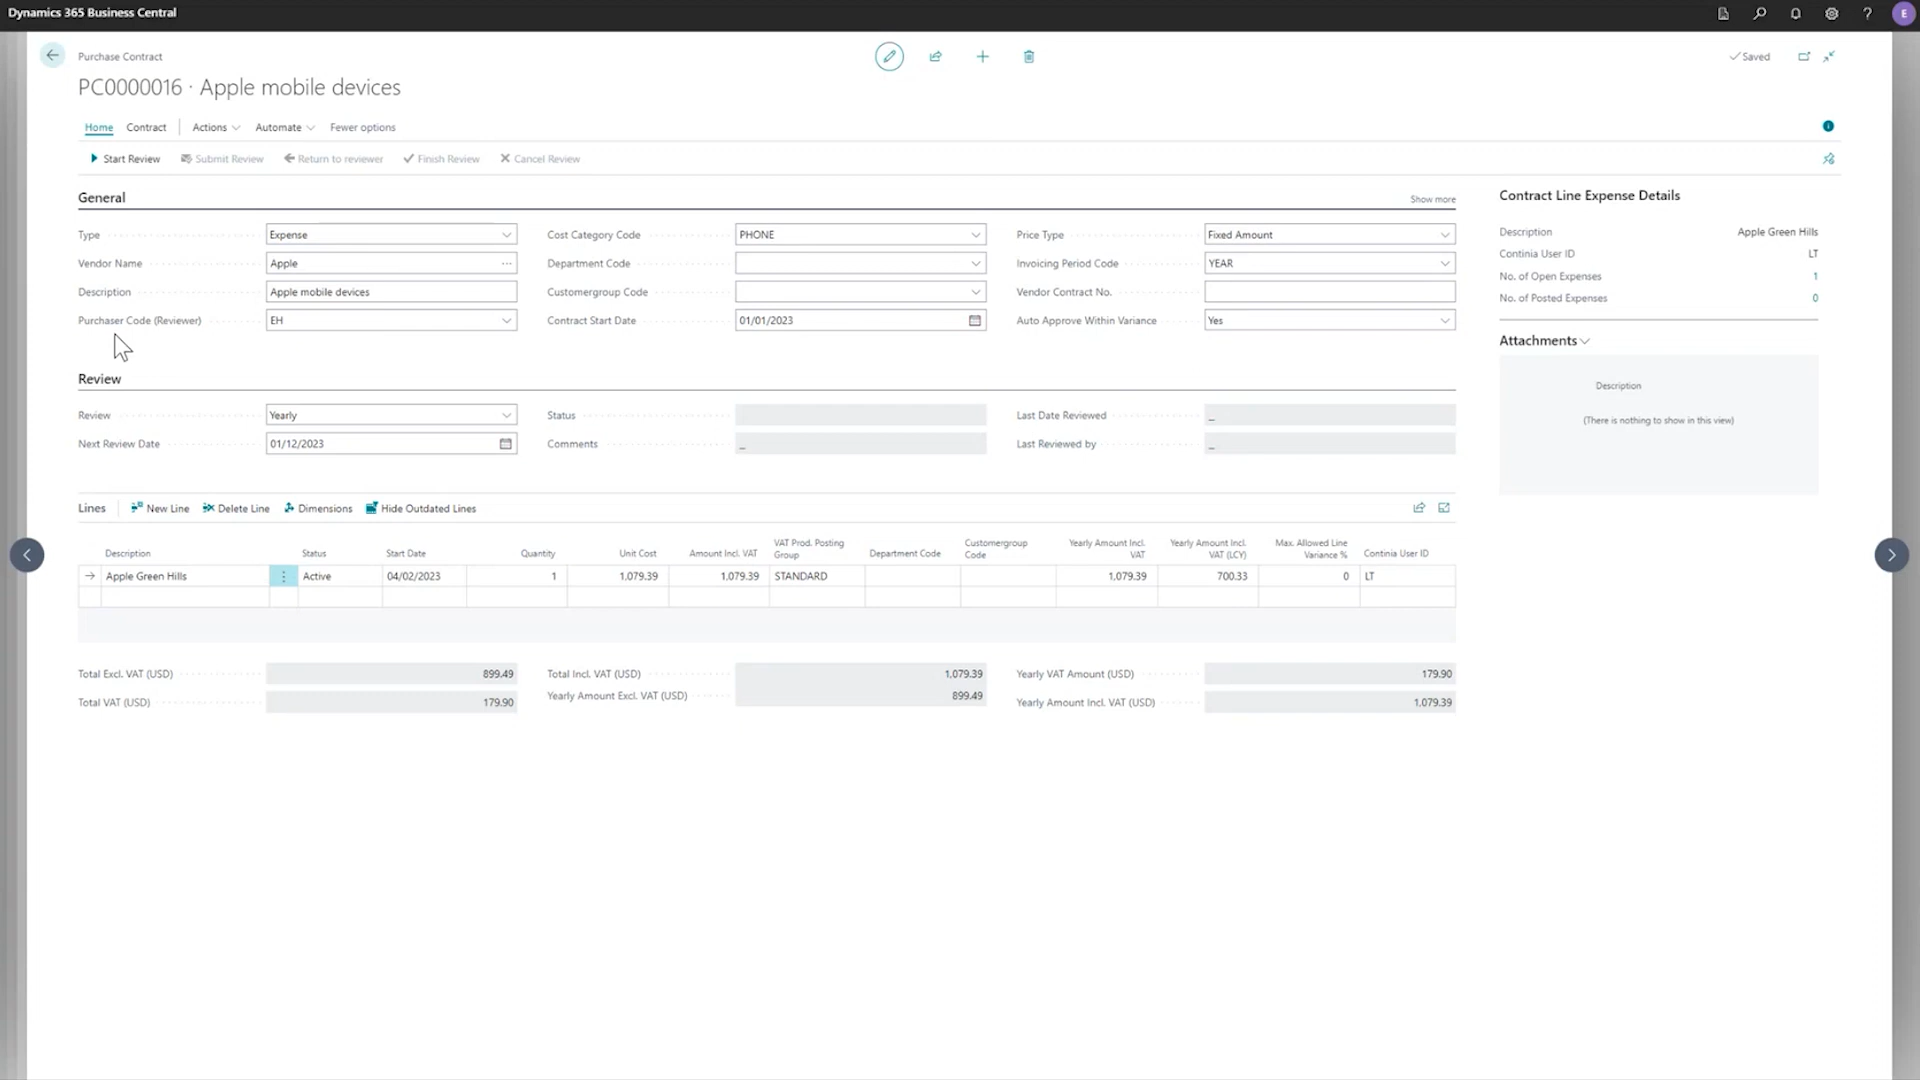 Dynamics 365 Business Central
E
Purchase Contract
Saved
PC0000016 · Apple mobile devices
Home Contract Actions Automate Fewer options
Start Review Submit Review Return to reviewer Finish Review Cancel Review
General
Show more
Type Expense
Vendor Name Apple ...
Description Apple mobile devices
Purchaser Code (Reviewer) EH
Cost Category Code PHONE
Department Code
Customergroup Code
Contract Start Date 01/01/2023
Price Type Fixed Amount
Invoicing Period Code YEAR
Vendor Contract No.
Auto Approve Within Variance Yes
Review
Review Yearly
Next Review Date 01/12/2023
Status
Comments _
Last Date Reviewed _
Last Reviewed by _
Lines New Line Delete Line Dimensions Hide Outdated Lines
Description Status Start Date Quantity Unit Cost Amount Incl. VAT VAT Prod. Posting Group Department Code Customergroup Code Yearly Amount Incl. VAT Yearly Amount Incl. VAT (LCY) Max. Allowed Line Variance % Continia User ID
Apple Green Hills Active 04/02/2023 1 1,079.39 1,079.39 STANDARD 1,079.39 700.33 0 LT
Total Excl. VAT (USD) 899.49
Total VAT (USD) 179.90
Total Incl. VAT (USD) 1,079.39
Yearly Amount Excl. VAT (USD) 899.49
Yearly VAT Amount (USD) 179.90
Yearly Amount Incl. VAT (USD) 1,079.39
Contract Line Expense Details
Description Apple Green Hills
Continia User ID LT
No. of Open Expenses 1
No. of Posted Expenses 0
Attachments
Description
(There is nothing to show in this view)